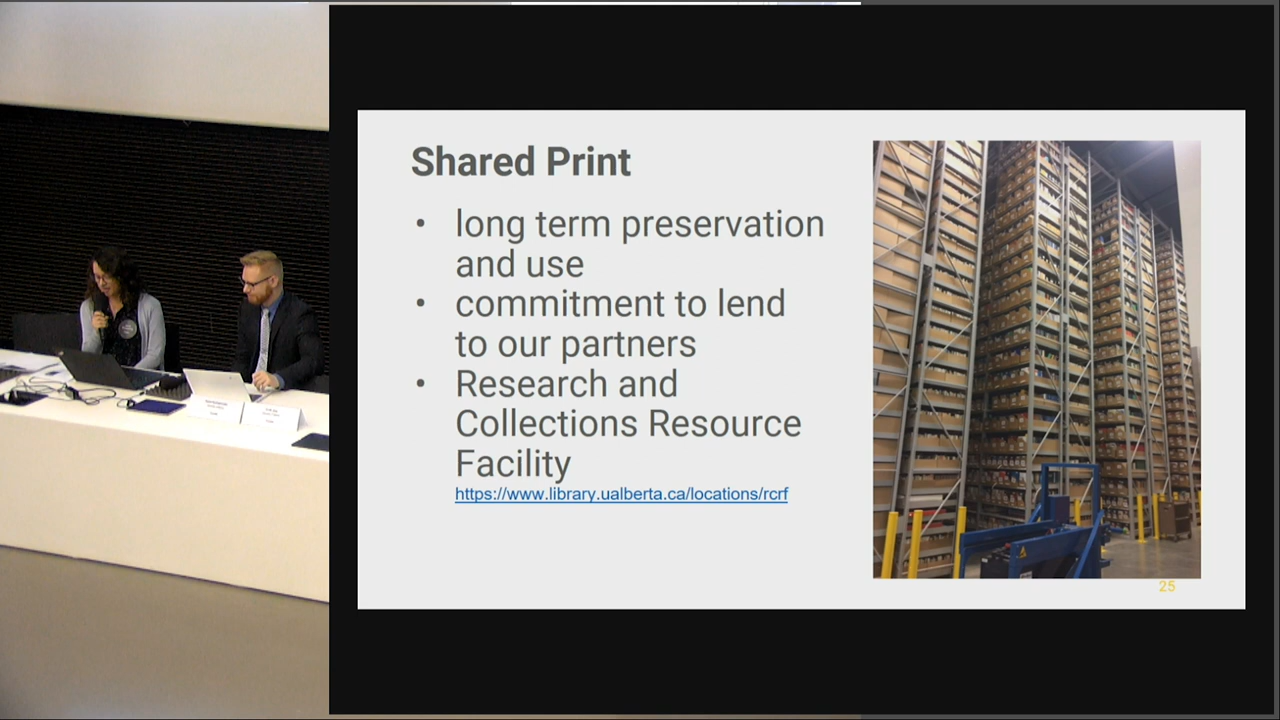 Shared Print
• long term preservation
and use
• commitment to lend
to our partners
• Research and
Collections Resource
Facility
https://www.library.ualberta.ca/locations/rcrf
25